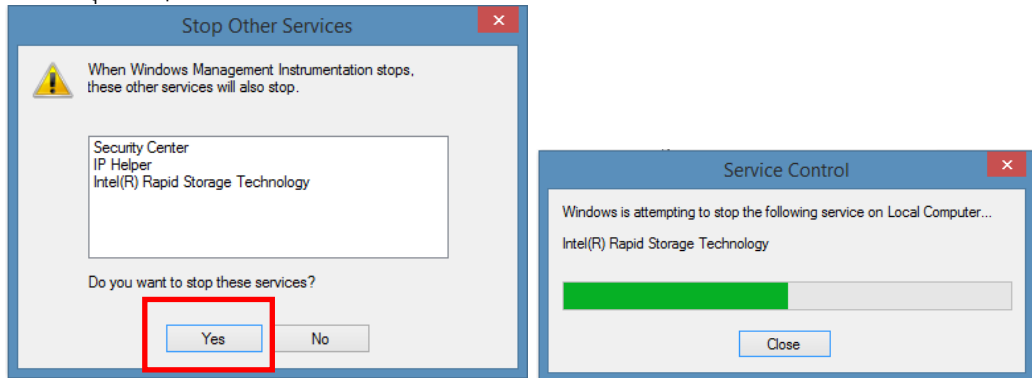 Stop Other Services
When Windows Management Instrumentation stops,
these other services will also stop.
Security Center
IP Helper
Intel(R) Rapid Storage Technology
Do you want to stop these services?
Yes
No
Service Control
Windows is attempting to stop the following service on Local Computer...
Intel(R) Rapid Storage Technology
Close